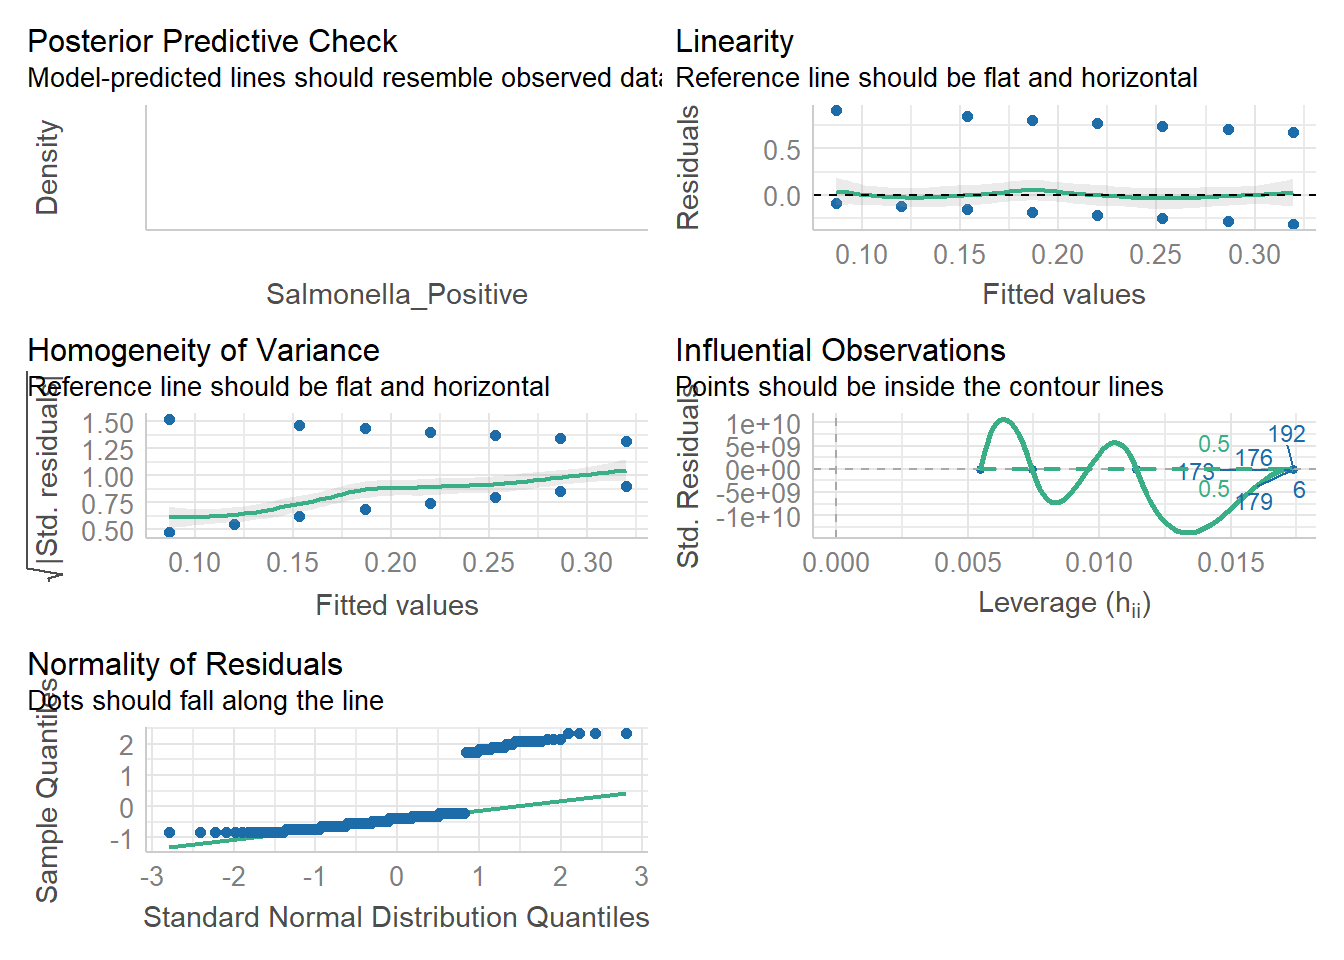 Posterior Predictive Check
Model-predicted lines should resemble observed data
Density
Salmonella_Positive
Linearity
Reference line should be flat and horizontal
Residuals
0.5
0.0
0.10 0.15 0.20 0.25 0.30
Fitted values
Homogeneity of Variance
Reference line should be flat and horizontal
√|Std. residuals|
1.50
1.25
1.00
0.75
0.50
0.10 0.15 0.20 0.25 0.30
Fitted values
Influential Observations
Points should be inside the contour lines
Std. Residuals
1e+10
5e+09
0e+00
-5e+09
-1e+10
192
0.5
176
173
0.5
6
179
0.000 0.005 0.010 0.015
Leverage (hii)
Normality of Residuals
Dots should fall along the line
Sample Quantiles
2
1
0
-1
-3 -2 -1 0 1 2 3
Standard Normal Distribution Quantiles